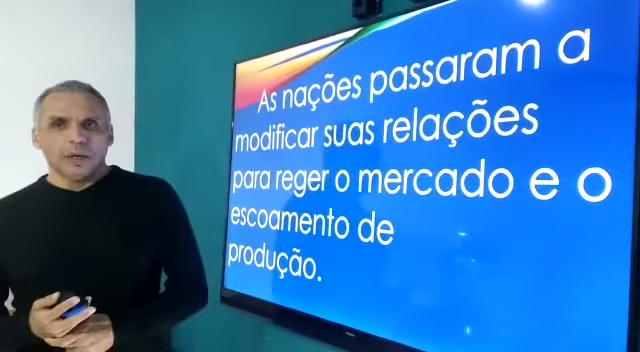 As nações passaram a
modificar suas relações
para reger o mercado e o
escoamento de
produção.